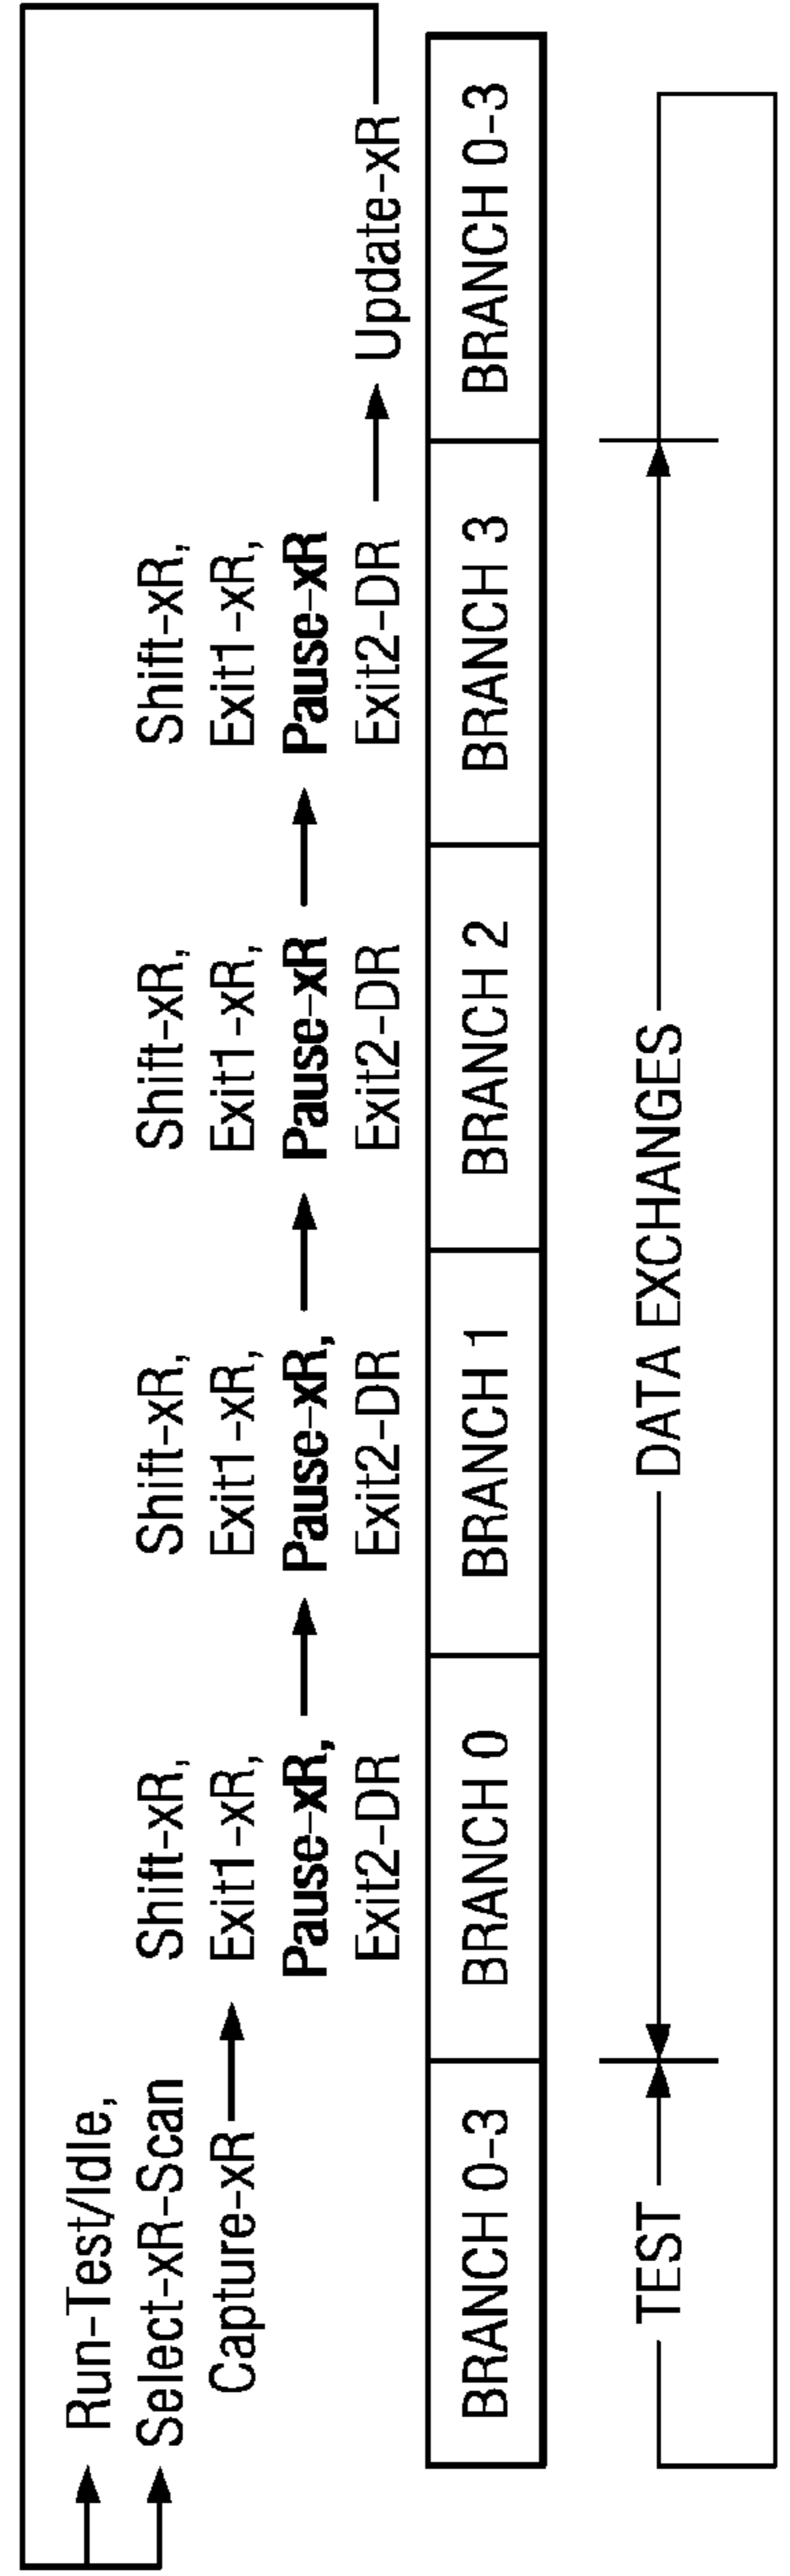 Run-Test/Idle,
Select-xR-Scan
Capture-xR
Shift-xR,
Exit1-xR,
Pause-xR,
Exit2-DR
Shift-xR,
Exit1-xR,
Pause-xR,
Exit2-DR
Shift-xR,
Exit1-xR,
Pause-xR
Exit2-DR
Shift-xR,
Exit1-xR,
Pause-xR
Exit2-DR
Update-xR
BRANCH 0-3
BRANCH 0
BRANCH 1
BRANCH 2
BRANCH 3
BRANCH 0-3
TEST
DATA EXCHANGES